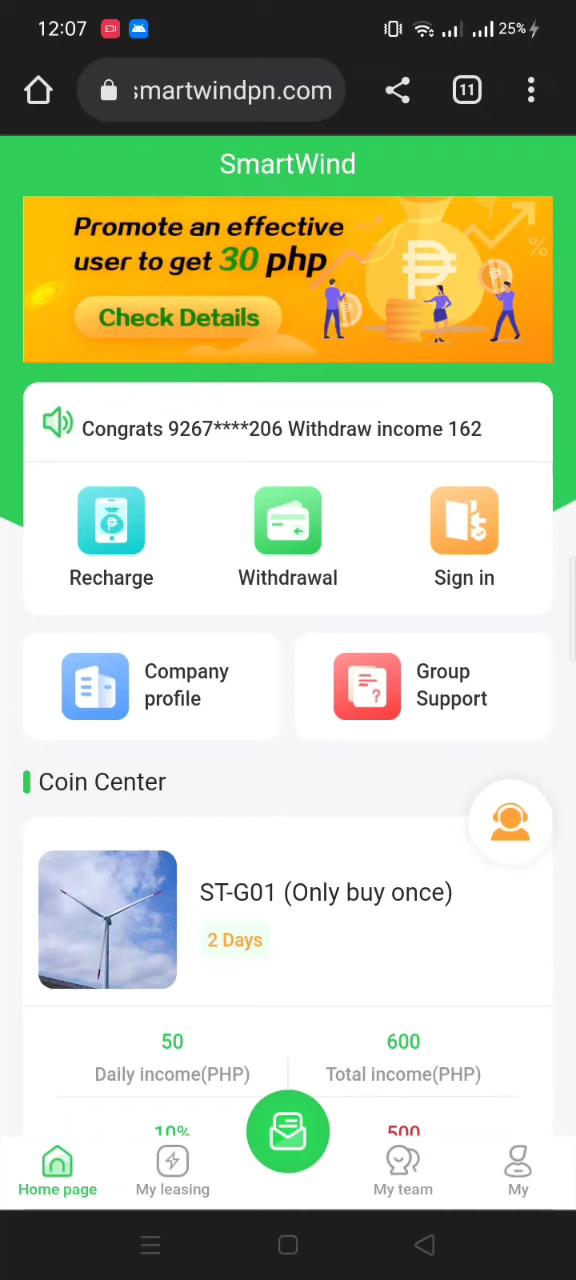 12:07
25%
smartwindpn.com
11
SmartWind
Promote an effective
user to get 30 php
Check Details
Congrats 9267****206 Withdraw income 162
Recharge
Withdrawal
Sign in
Company
profile
Group
Support
Coin Center
ST-G01 (Only buy once)
2 Days
50
600
Daily income(PHP)
Total income(PHP)
10%
500
Home page
My leasing
My team
My